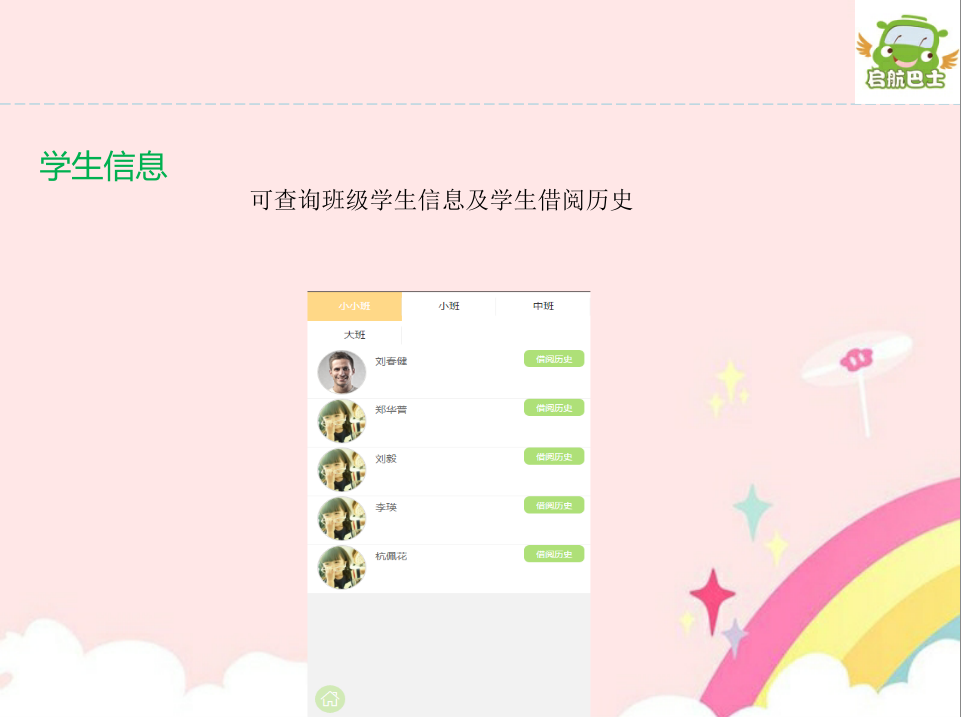 启航巴士
学生信息
可查询班级学生信息及学生借阅历史
小小班 小班 中班
大班
刘春健 借阅历史
郑华菅 借阅历史
刘毅 借阅历史
李瑛 借阅历史
杭佩花 借阅历史